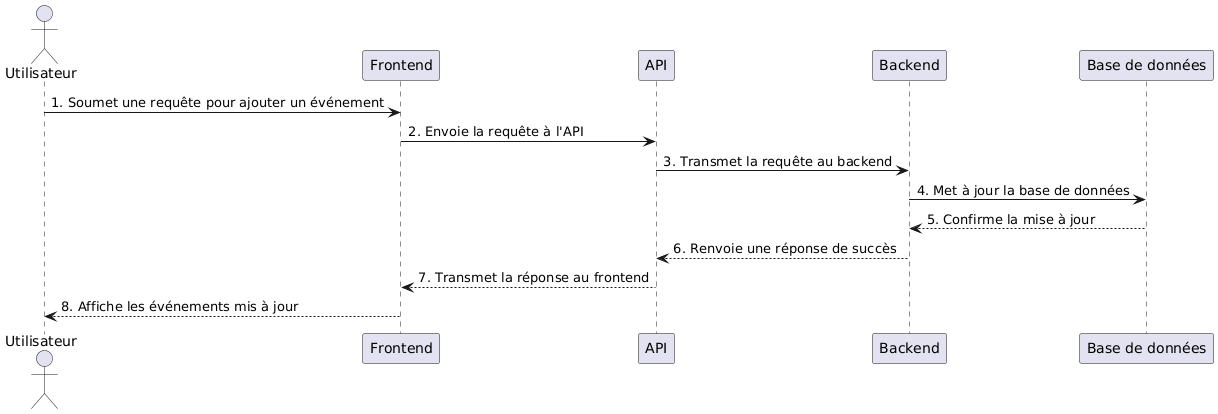 Utilisateur
Frontend
API
Backend
Base de données
1. Soumet une requête pour ajouter un événement
2. Envoie la requête à l'API
3. Transmet la requête au backend
4. Met à jour la base de données
5. Confirme la mise à jour
6. Renvoie une réponse de succès
7. Transmet la réponse au frontend
8. Affiche les événements mis à jour
Utilisateur
Frontend
API
Backend
Base de données